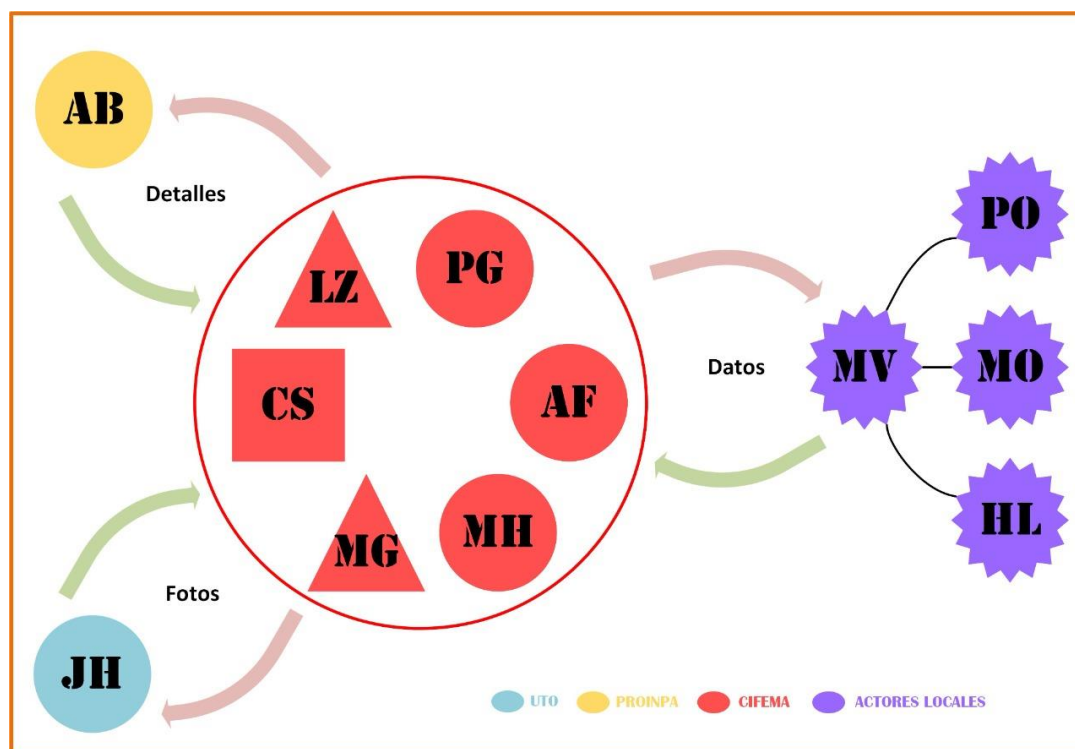 AB
Detalles
LZ
PG
PO
CS
AF
Datos
MV
MO
MG
MH
HL
Fotos
JH
UTO
PROINPA
CIFEMA
ACTORES LOCALES